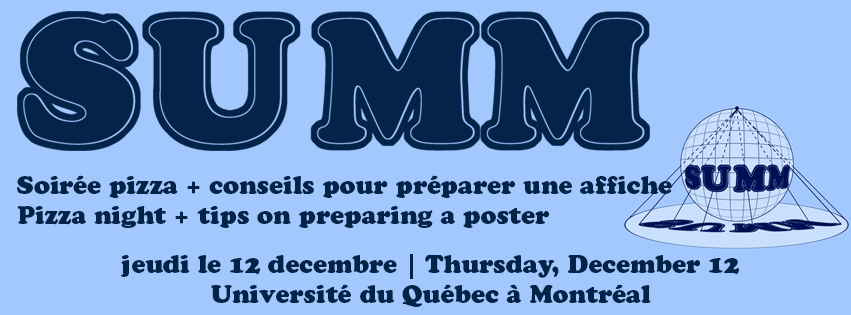 SUMM
Soirée pizza + conseils pour préparer une affiche
Pizza night + tips on preparing a poster
SUMM
SUMM
jeudi le 12 decembre | Thursday, December 12
Université du Québec à Montréal